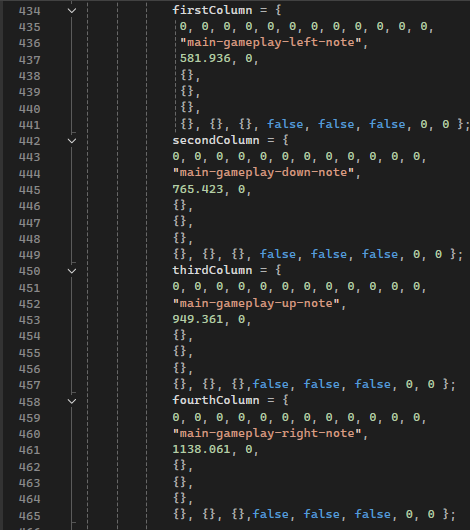 434 firstColumn = {
435 0, 0, 0, 0, 0, 0, 0, 0, 0, 0, 0, 0,
436 "main-gameplay-left-note",
437 581.936, 0,
438 {},
439 {},
440 {},
441 {}, {}, {}, false, false, false, 0, 0 };
442 secondColumn = {
443 0, 0, 0, 0, 0, 0, 0, 0, 0, 0, 0, 0,
444 "main-gameplay-down-note",
445 765.423, 0,
446 {},
447 {},
448 {},
449 {}, {}, {}, false, false, false, 0, 0 };
450 thirdColumn = {
451 0, 0, 0, 0, 0, 0, 0, 0, 0, 0, 0, 0,
452 "main-gameplay-up-note",
453 949.361, 0,
454 {},
455 {},
456 {},
457 {}, {}, {},false, false, false, 0, 0 };
458 fourthColumn = {
459 0, 0, 0, 0, 0, 0, 0, 0, 0, 0, 0, 0,
460 "main-gameplay-right-note",
461 1138.061, 0,
462 {},
463 {},
464 {},
465 {}, {}, {},false, false, false, 0, 0 };